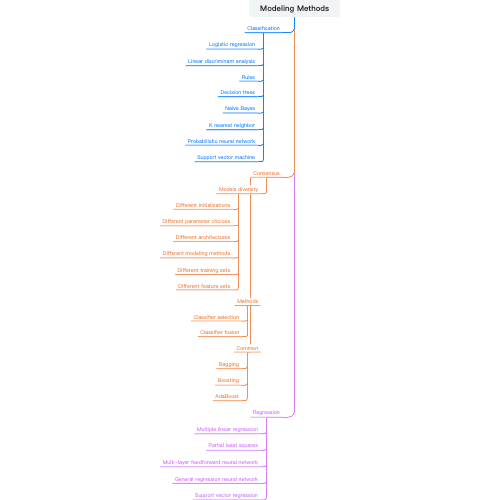 Modeling Methods
Classification
Logistic regression
Linear discriminant analysis
Rules
Decision trees
Naive Bayes
K nearest neighbor
Probabilistic neural network
Support vector machine
Consensus
Models diversity
Different initializations
Different parameter choices
Different architectures
Different modeling methods
Different training sets
Different feature sets
Methods
Classifier selection
Classifier fusion
Common
Bagging
Boosting
AdaBoost
Regression
Multiple linear regression
Partial least squares
Multi-layer feedforward neural network
General regression neural network
Support vector regression